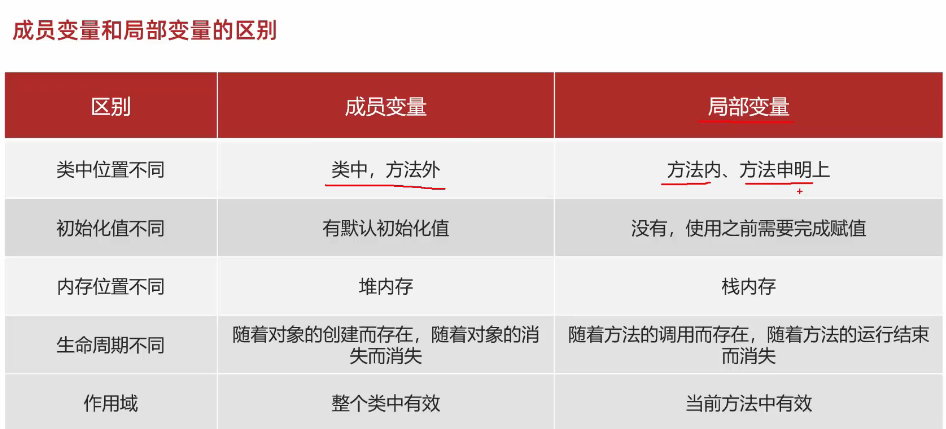 成员变量和局部变量的区别
区别 成员变量 局部变量
类中位置不同 类中，方法外 方法内、方法申明上
初始化值不同 有默认初始化值 没有，使用之前需要完成赋值
内存位置不同 堆内存 栈内存
生命周期不同 随着对象的创建而存在，随着对象的消
失而消失 随着方法的调用而存在，随着方法的运行结束
而消失
作用域 整个类中有效 当前方法中有效